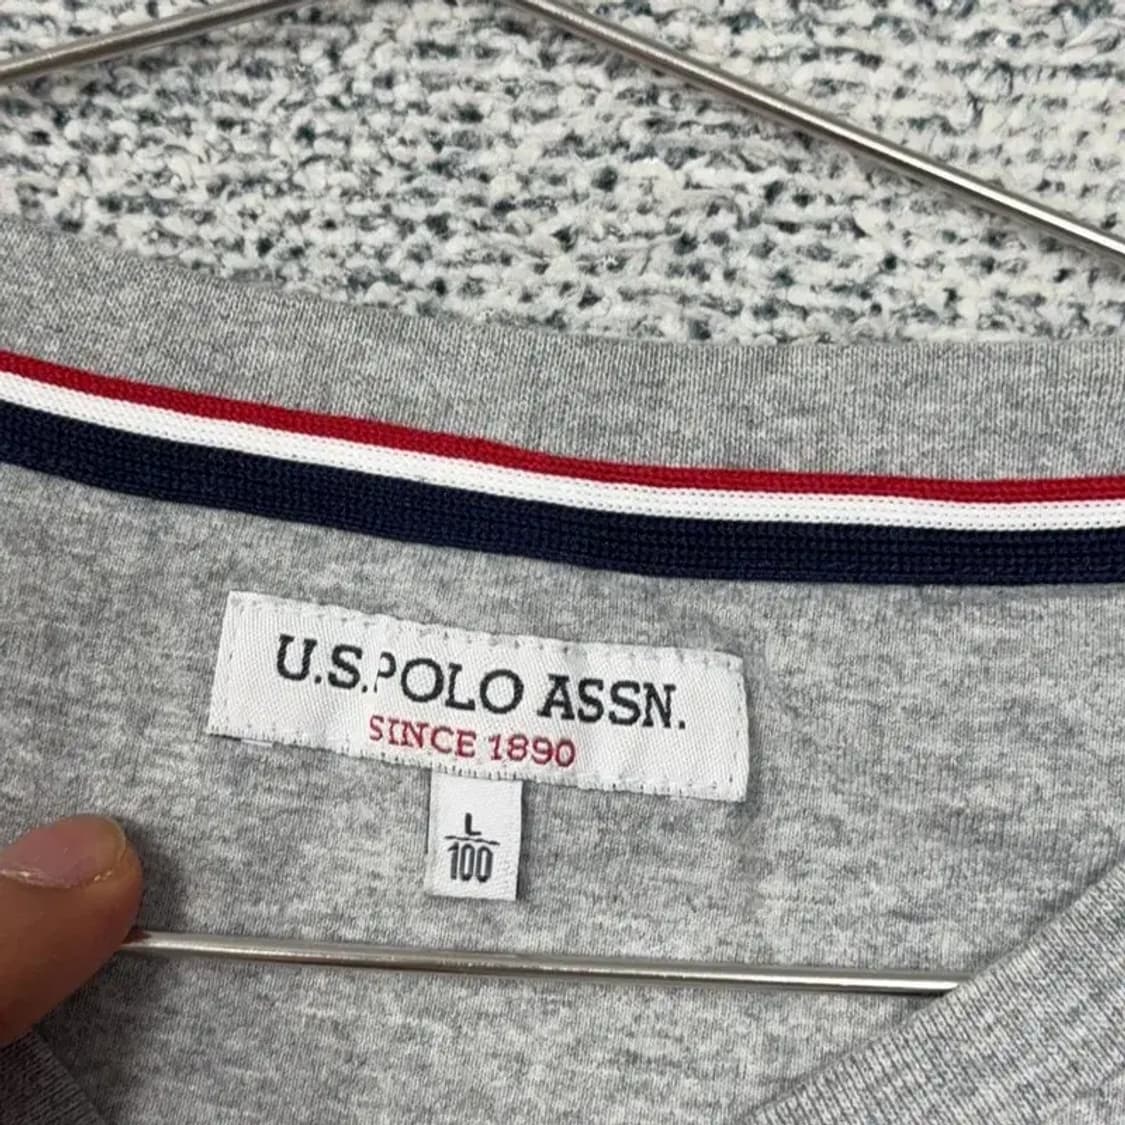 U.S.POLO ASSN.
SINCE 1890
L
100